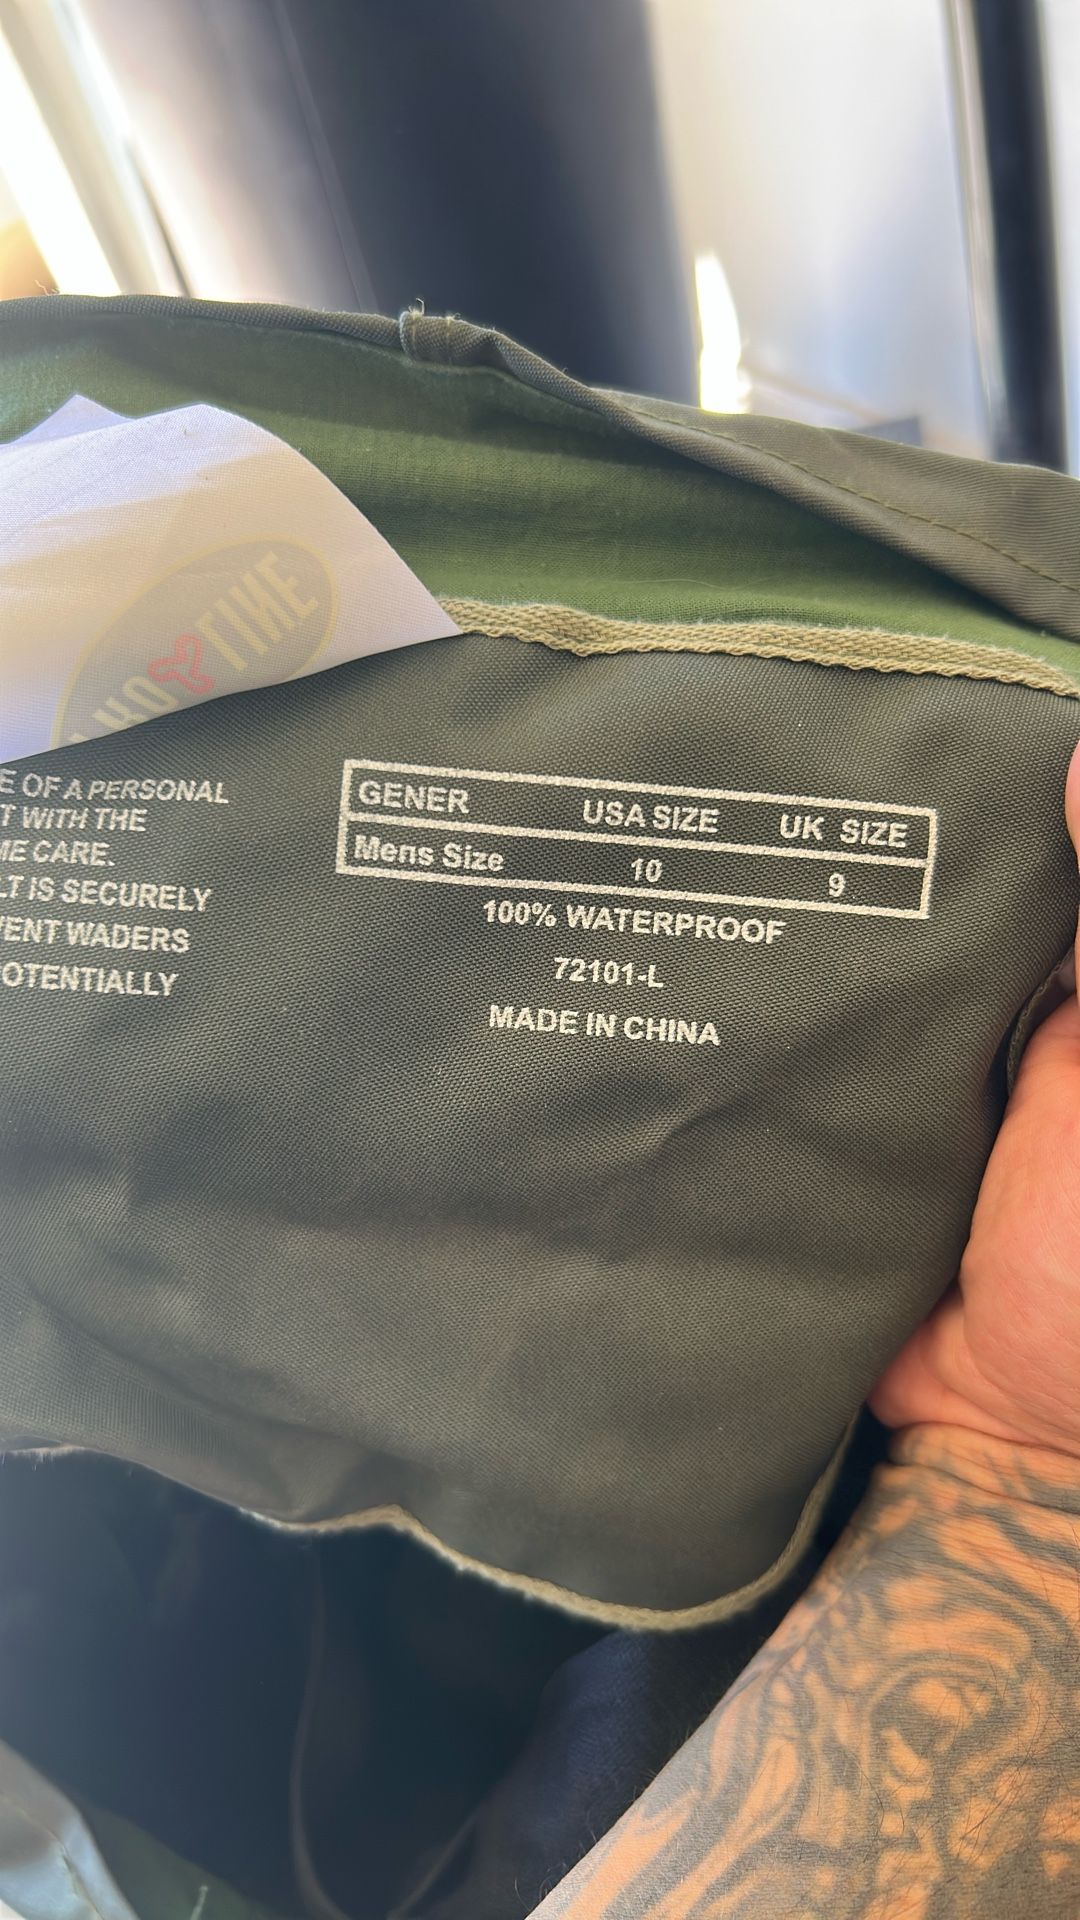 TINE
E OF A PERSONAL
T WITH THE
ME CARE.
LT IS SECURELY
VENT WADERS
OTENTIALLY
GENER USA SIZE UK SIZE
Mens Size 10 9
100% WATERPROOF
72101-L
MADE IN CHINA